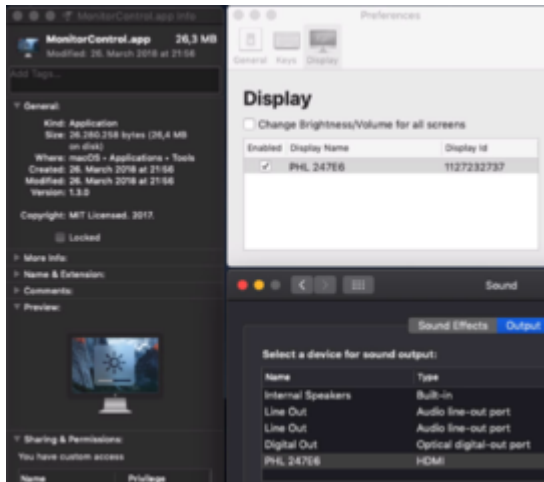 MonitorControl.app Info
MonitorControl.app 26,3 MB
Modified: 26. March 2018 at 21:56
Add Tags...
General:
Kind: Application
Size: 26.280.258 bytes (26,4 MB
on disk)
Where: macOS • Applications • Tools
Created: 26. March 2018 at 21:56
Modified: 26. March 2018 at 21:56
Version: 1.3.0
Copyright: MIT Licensed. 2017.
Locked
More Info:
Name & Extension:
Comments:
Preview:
Sharing & Permissions:
You have custom access
Name Privilege
Preferences
General Keys Display
Display
Change Brightness/Volume for all screens
Enabled Display Name Display Id
PHL 247E6 1127232737
Sound
Sound Effects Output
Select a device for sound output:
Name Type
Internal Speakers Built-in
Line Out Audio line-out port
Line Out Audio line-out port
Digital Out Optical digital-out port
PHL 247E6 HDMI